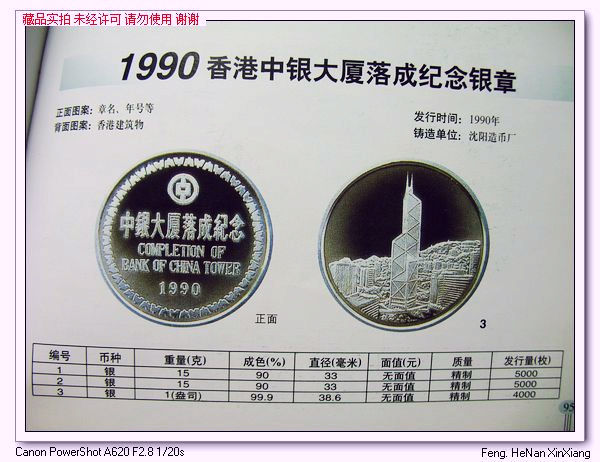 藏品实拍 未经许可 请勿使用 谢谢
1990 香港中银大厦落成纪念银章
正面图案：章名、年号等
背面图案：香港建筑物
发行时间：1990年
铸造单位：沈阳造币厂
中銀大厦落成紀念
COMPLETION OF
BANK OF CHINA TOWER
1990
正面
3
编号 币种 重量(克) 成色(%) 直径(毫米) 面值(元) 质量 发行量(枚)
1 银 15 90 33 无面值 精制 5000
2 银 15 90 33 无面值 精制 5000
3 银 1(盎司) 99.9 38.6 无面值 精制 4000
95
Canon PowerShot A620 F2.8 1/20s
Feng. HeNan XinXiang